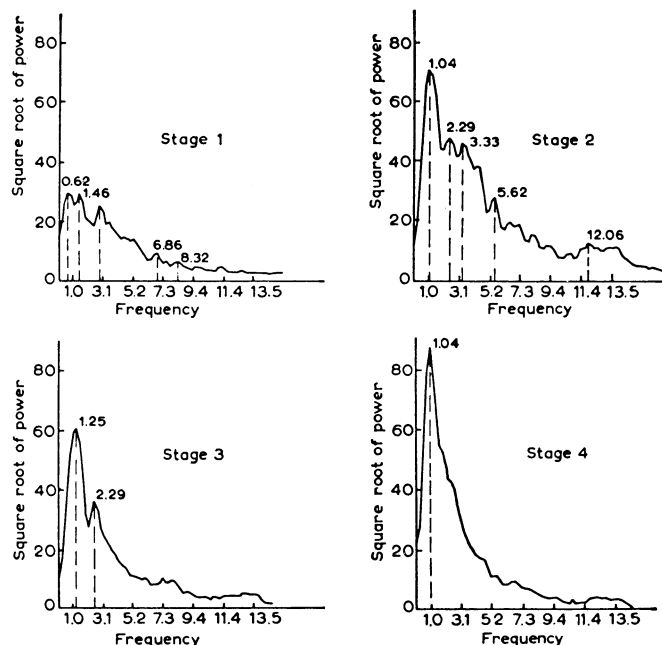 Square root of power
80
60
40
20
0
0.62
1.46
6.86
8.32
Stage 1
1.0 3.1 5.2 7.3 9.4 11.4 13.5
Frequency
Square root of power
80
60
40
20
0
1.04
2.29
3.33
5.62
12.06
Stage 2
1.0 3.1 5.2 7.3 9.4 11.4 13.5
Frequency
Square root of power
80
60
40
20
0
1.25
2.29
Stage 3
1.0 3.1 5.2 7.3 9.4 11.4 13.5
Frequency
Square root of power
80
60
40
20
0
1.04
Stage 4
1.0 3.1 5.2 7.3 9.4 11.4 13.5
Frequency